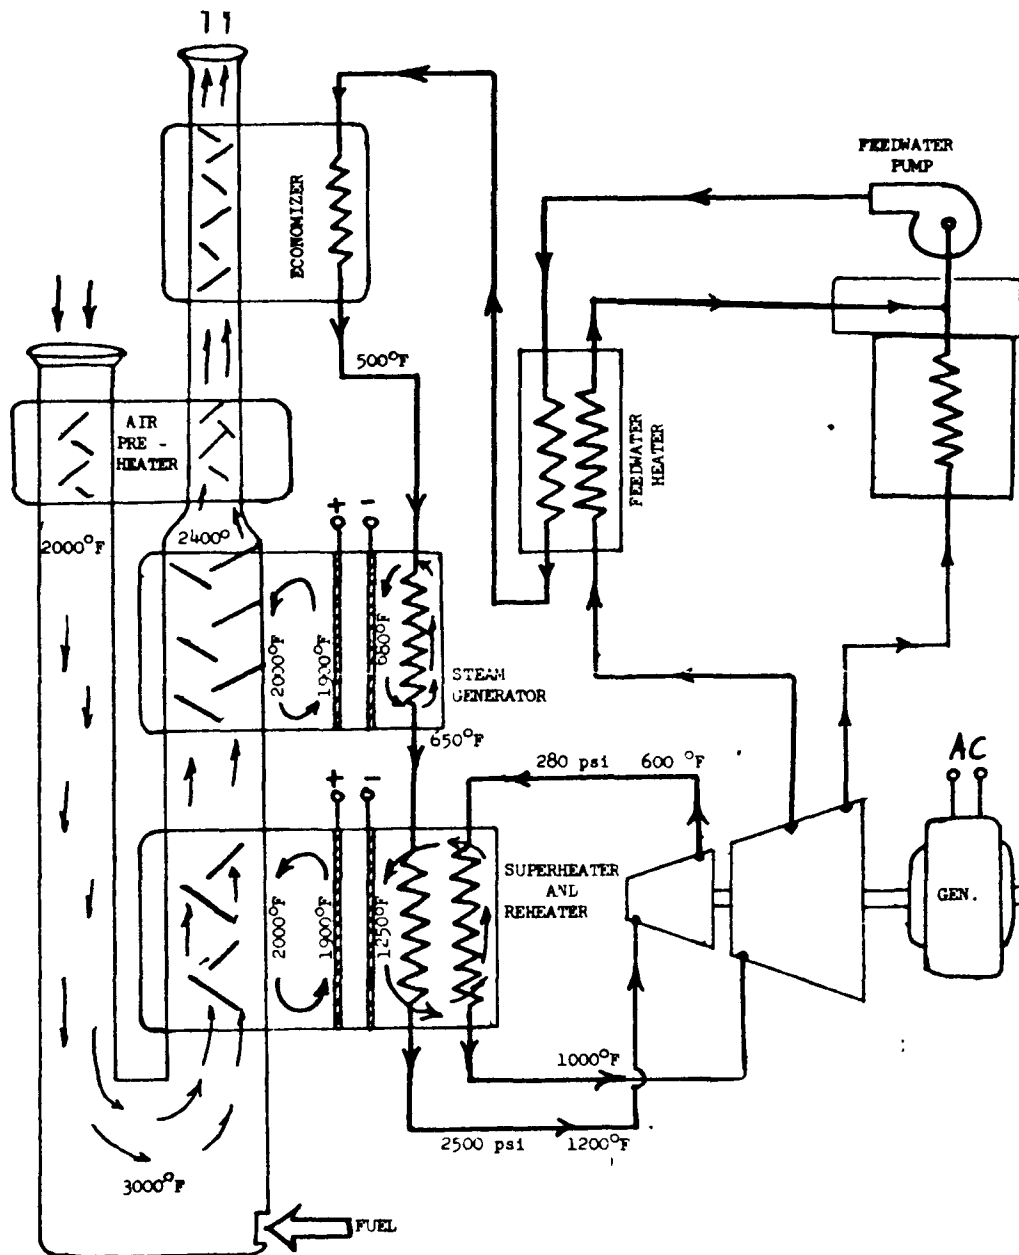 FEEDWATER
PUMP
ECONOMIZER
500°F
AIR
PRE -
HEATER
FEEDWATER
HEATER
2000°F
2400°
+ -
2000°F
1900°F
680°F
STEAM
GENERATOR
650°F
280 psi 600 °F
AC
+ -
2000°F
1900°F
1250°F
SUPERHEATER
AND
REHEATER
GEN.
1000°F
2500 psi 1200°F
3000°F
FUEL